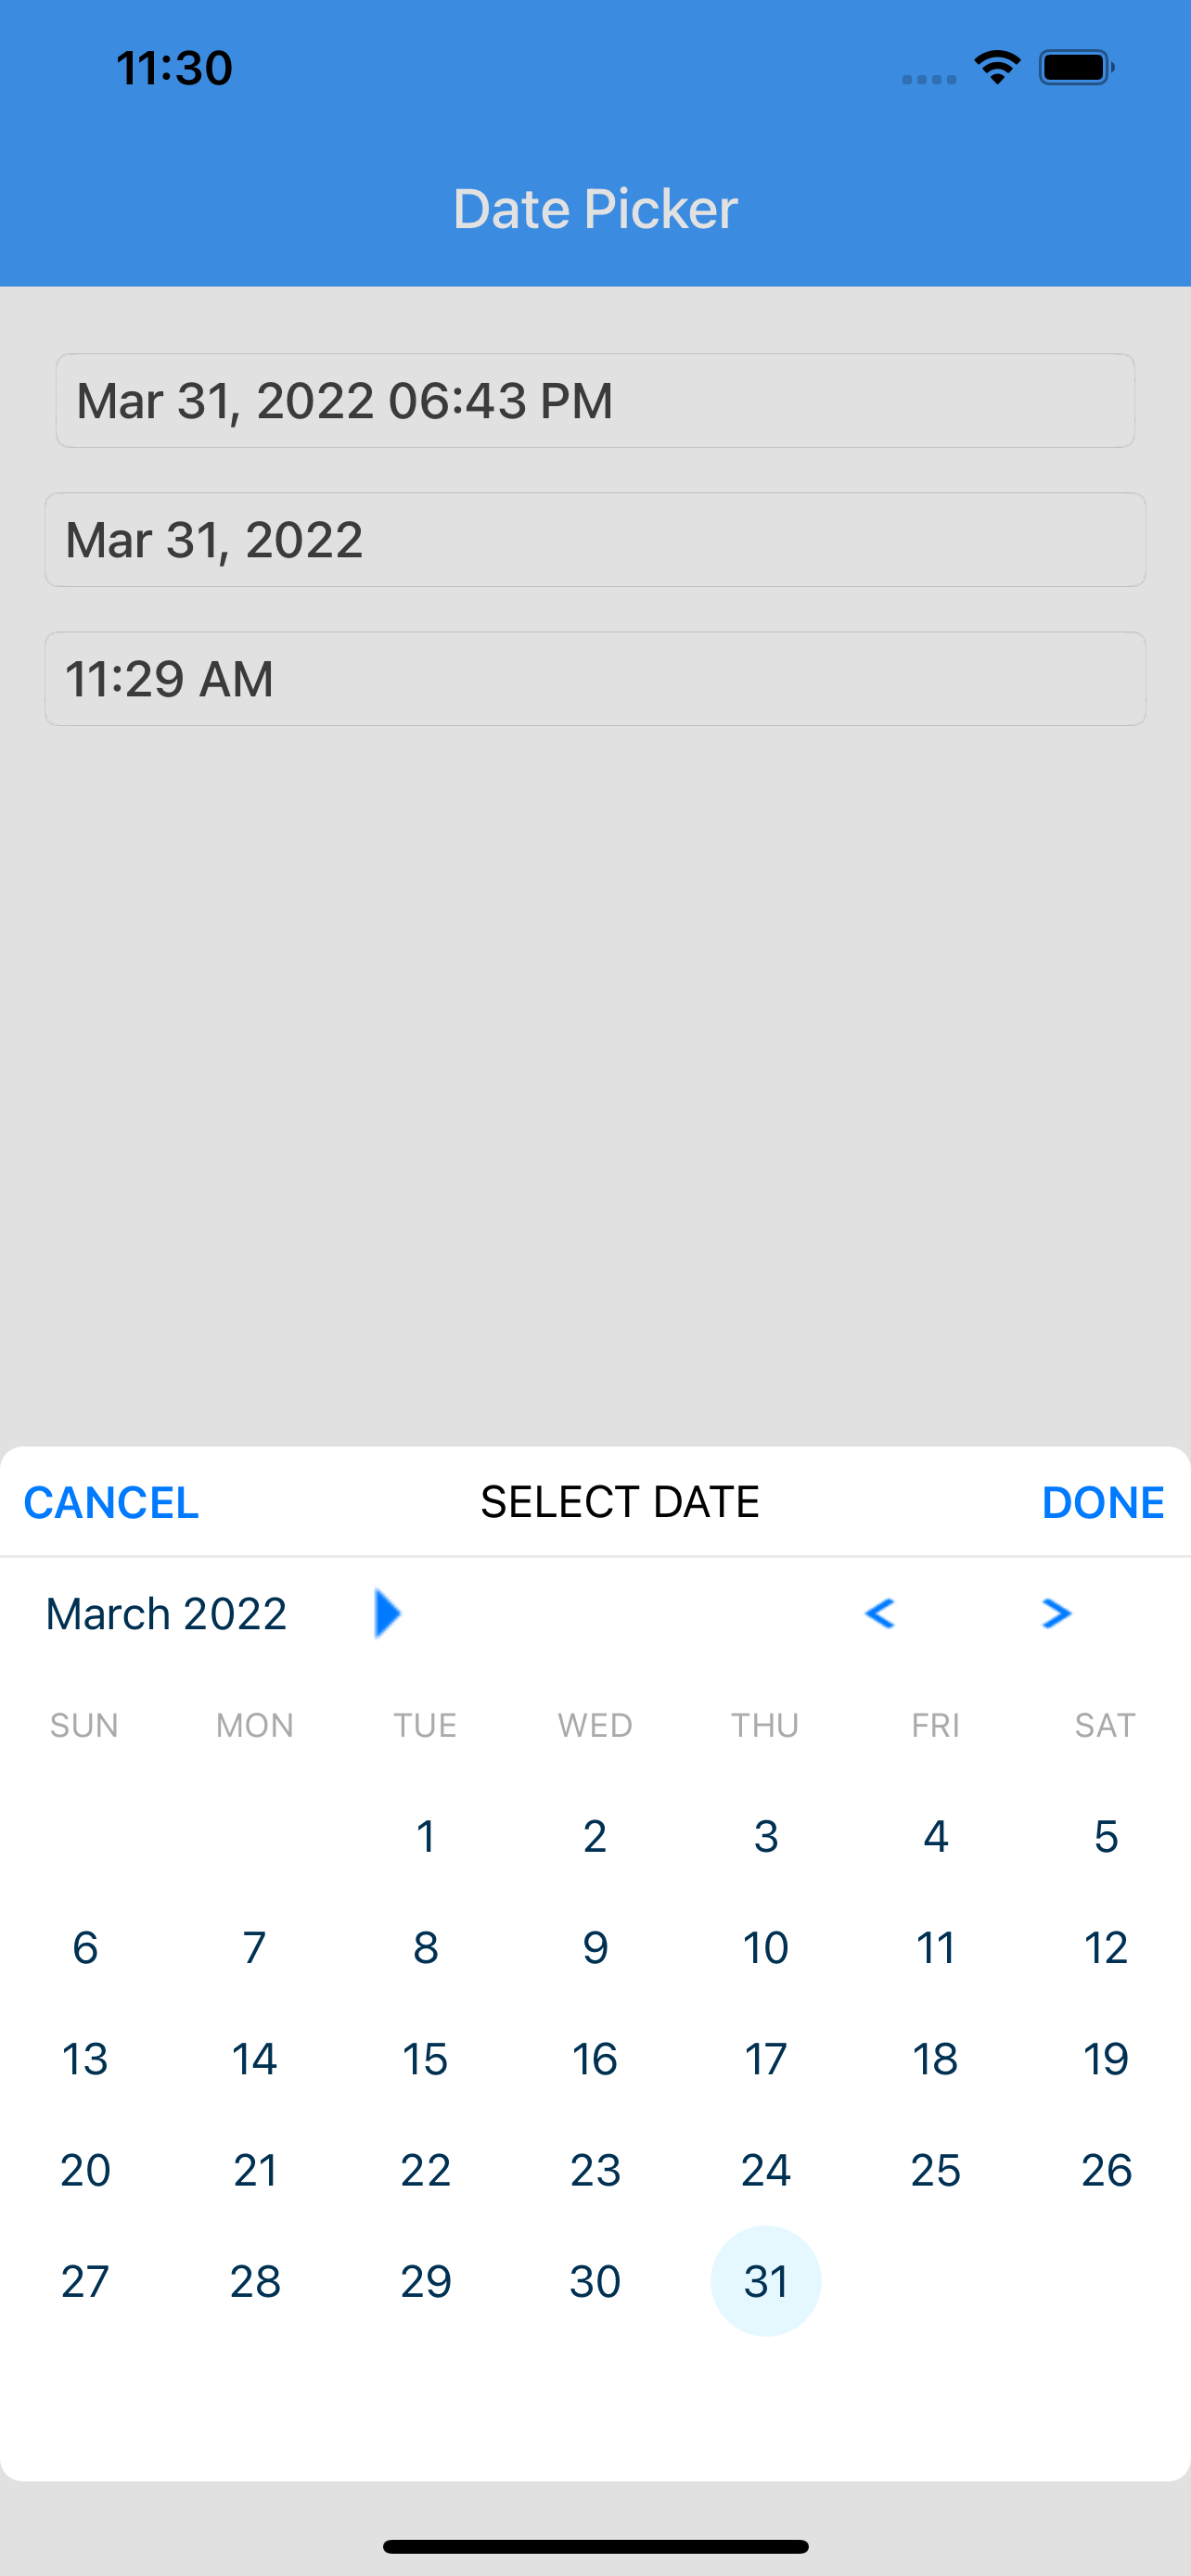 11:30
Date Picker
Mar 31, 2022 06:43 PM
Mar 31, 2022
11:29 AM
CANCEL SELECT DATE DONE
March 2022 < >
SUN MON TUE WED THU FRI SAT
1 2 3 4 5
6 7 8 9 10 11 12
13 14 15 16 17 18 19
20 21 22 23 24 25 26
27 28 29 30 31